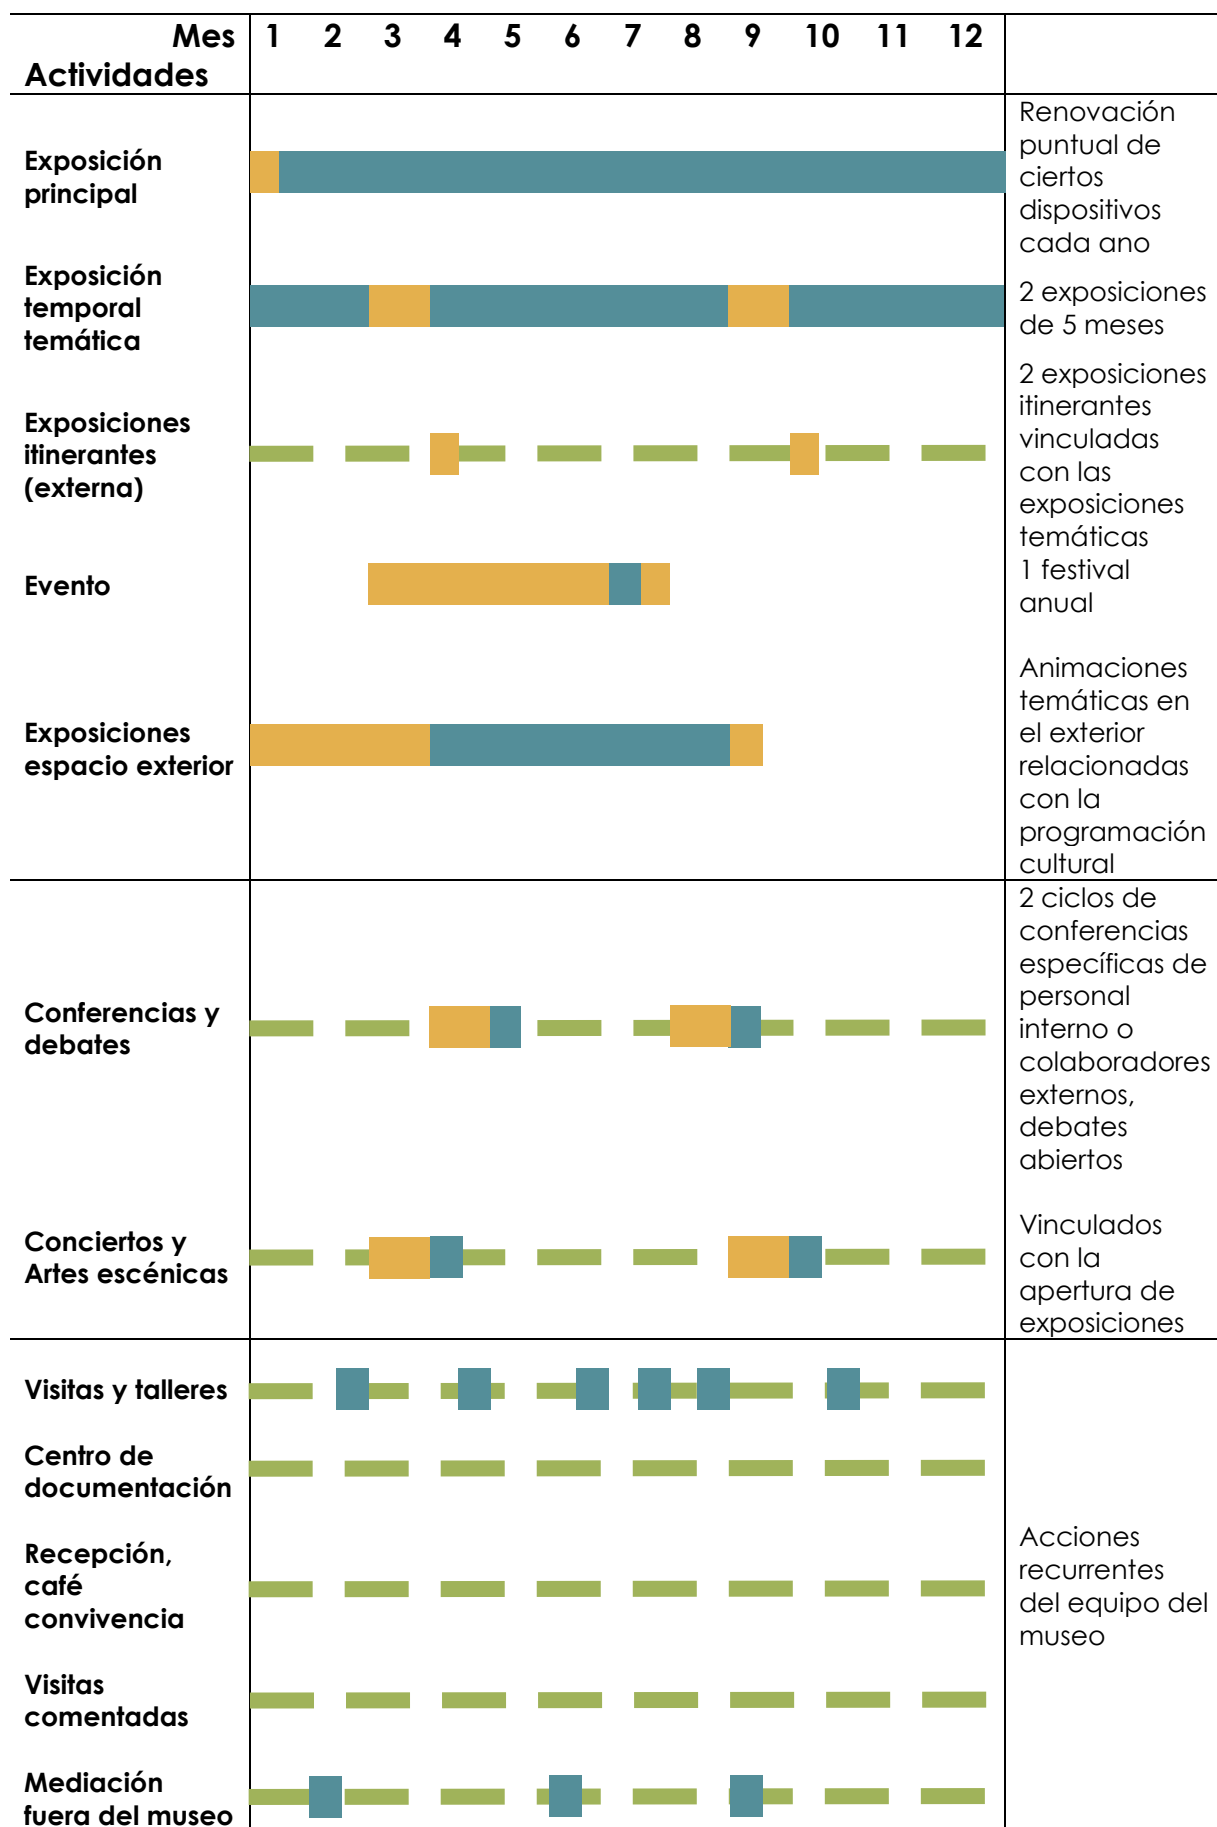 Mes 1 2 3 4 5 6 7 8 9 10 11 12
Actividades
Exposición
principal
Renovación
puntual de
ciertos
dispositivos
cada ano
Exposición
temporal
temática
2 exposiciones
de 5 meses
Exposiciones
itinerantes
(externa)
2 exposiciones
itinerantes
vinculadas
con las
exposiciones
temáticas
Evento
1 festival
anual
Exposiciones
espacio exterior
Animaciones
temáticas en
el exterior
relacionadas
con la
programación
cultural
Conferencias y
debates
2 ciclos de
conferencias
específicas de
personal
interno o
colaboradores
externos,
debates
abiertos
Conciertos y
Artes escénicas
Vinculados
con la
apertura de
exposiciones
Visitas y talleres
Centro de
documentación
Recepción,
café
convivencia
Visitas
comentadas
Mediación
fuera del museo
Acciones
recurrentes
del equipo del
museo